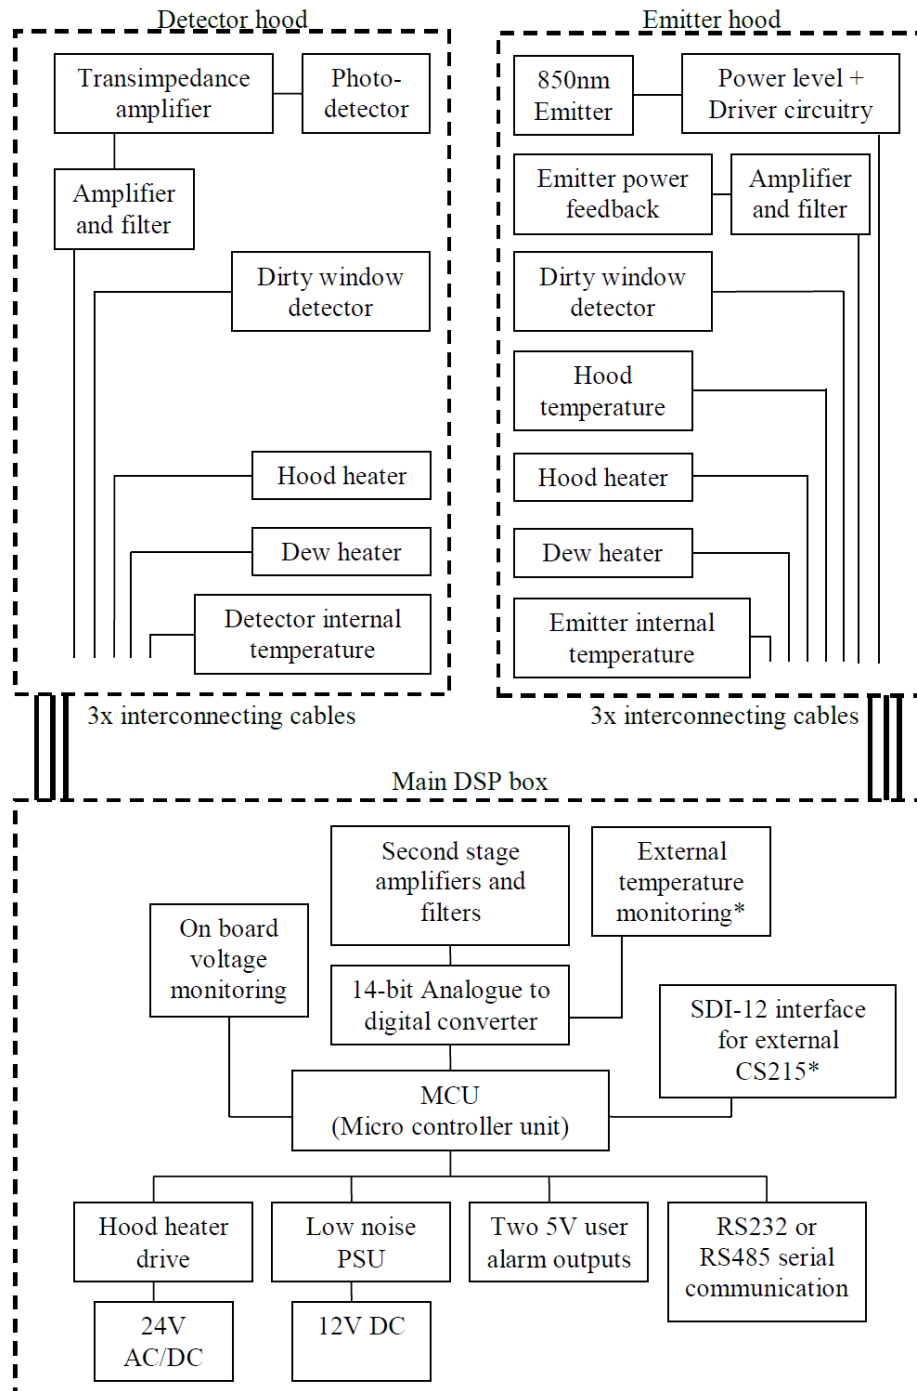 Detector hood
Transimpedance
amplifier
Photo-
detector
Amplifier
and filter
Dirty window
detector
Hood heater
Dew heater
Detector internal
temperature
3x interconnecting cables
Emitter hood
850nm
Emitter
Power level +
Driver circuitry
Emitter power
feedback
Amplifier
and filter
Dirty window
detector
Hood
temperature
Hood heater
Dew heater
Emitter internal
temperature
3x interconnecting cables
Main DSP box
Second stage
amplifiers and
filters
External
temperature
monitoring*
On board
voltage
monitoring
14-bit Analogue to
digital converter
SDI-12 interface
for external
CS215*
MCU
(Micro controller unit)
Hood heater
drive
Low noise
PSU
Two 5V user
alarm outputs
RS232 or
RS485 serial
communication
24V
AC/DC
12V DC